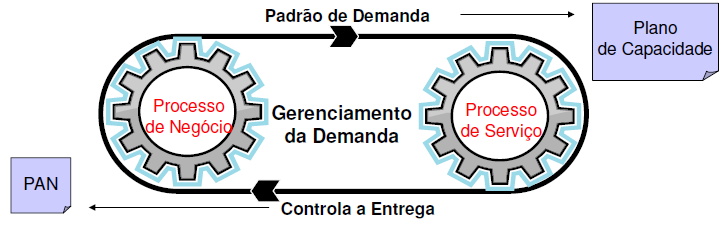 Padrão de Demanda
Plano
de Capacidade
Processo
de Negócio
Gerenciamento
da Demanda
Processo
de Serviço
PAN
Controla a Entrega